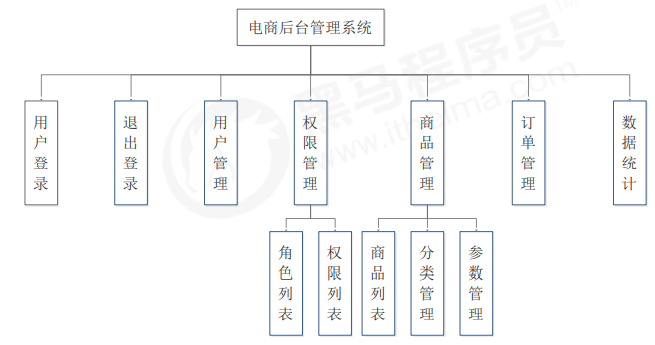 电商后台管理系统
用户登录
退出登录
用户管理
权限管理
商品管理
订单管理
数据统计
角色列表
权限列表
商品列表
分类管理
参数管理
黑马程序员TM
www.itheima.com